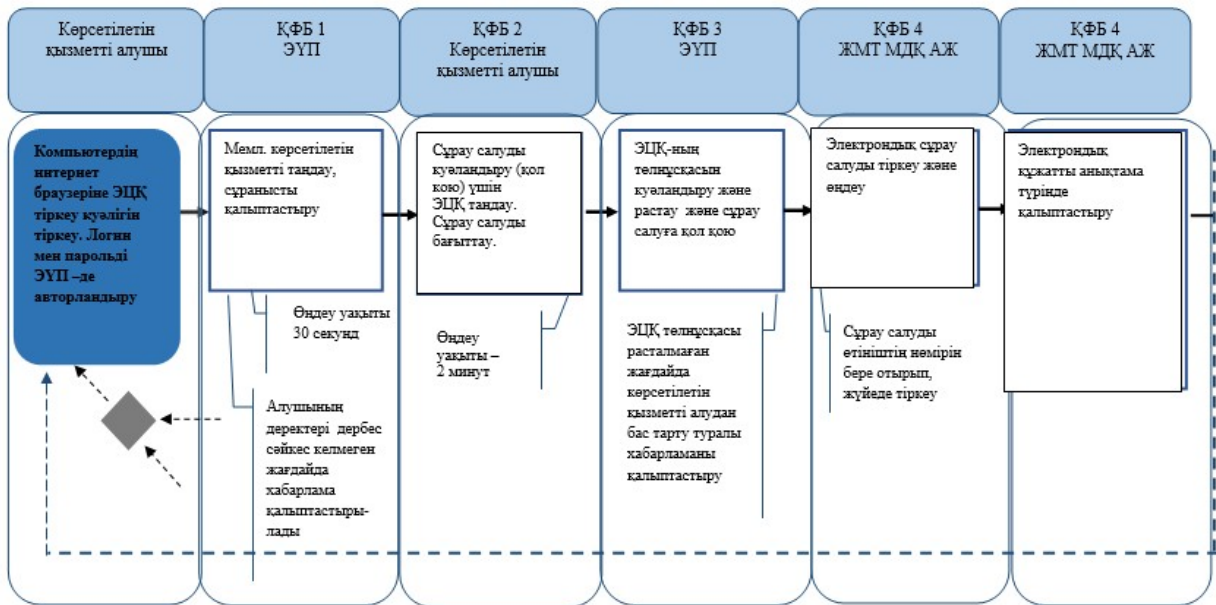 Көрсетілетін
қызметті алушы
ҚФБ 1
ЭҮП
ҚФБ 2
Көрсетілетін
қызметті алушы
ҚФБ 3
ЭҮП
ҚФБ 4
ЖМТ МДҚ АЖ
ҚФБ 4
ЖМТ МДҚ АЖ
Компьютердің
интернет
браузеріне ЭЦҚ
тіркеу куәлігін
тіркеу. Логин
мен парольді
ЭҮП –де
авторландыру
Мемл. көрсетілетін
қызметті таңдау,
сұранысты
қалыптастыру
Сұрау салуды
куәландыру (қол
қою) үшін
ЭЦҚ таңдау.
Сұрау салуды
бағыттау.
ЭЦҚ-ның
төлнұсқасын
куәландыру және
растау және сұрау
салуға қол қою
Электрондық сұрау
салуды тіркеу және
өңдеу
Электрондық
құжатты анықтама
түрінде
қалыптастыру
Өңдеу уақыты
30 секунд
Алушының
деректері дербес
сәйкес келмеген
жағдайда
хабарлама
қалыптастыры-
лады
Өңдеу
уақыты –
2 минут
ЭЦҚ төлнұсқасы
расталмаған
жағдайда
көрсетілетін
қызметті алудан
бас тарту туралы
хабарламаны
қалыптастыру
Сұрау салуды
өтініштің нөмірін
бере отырып,
жүйеде тіркеу